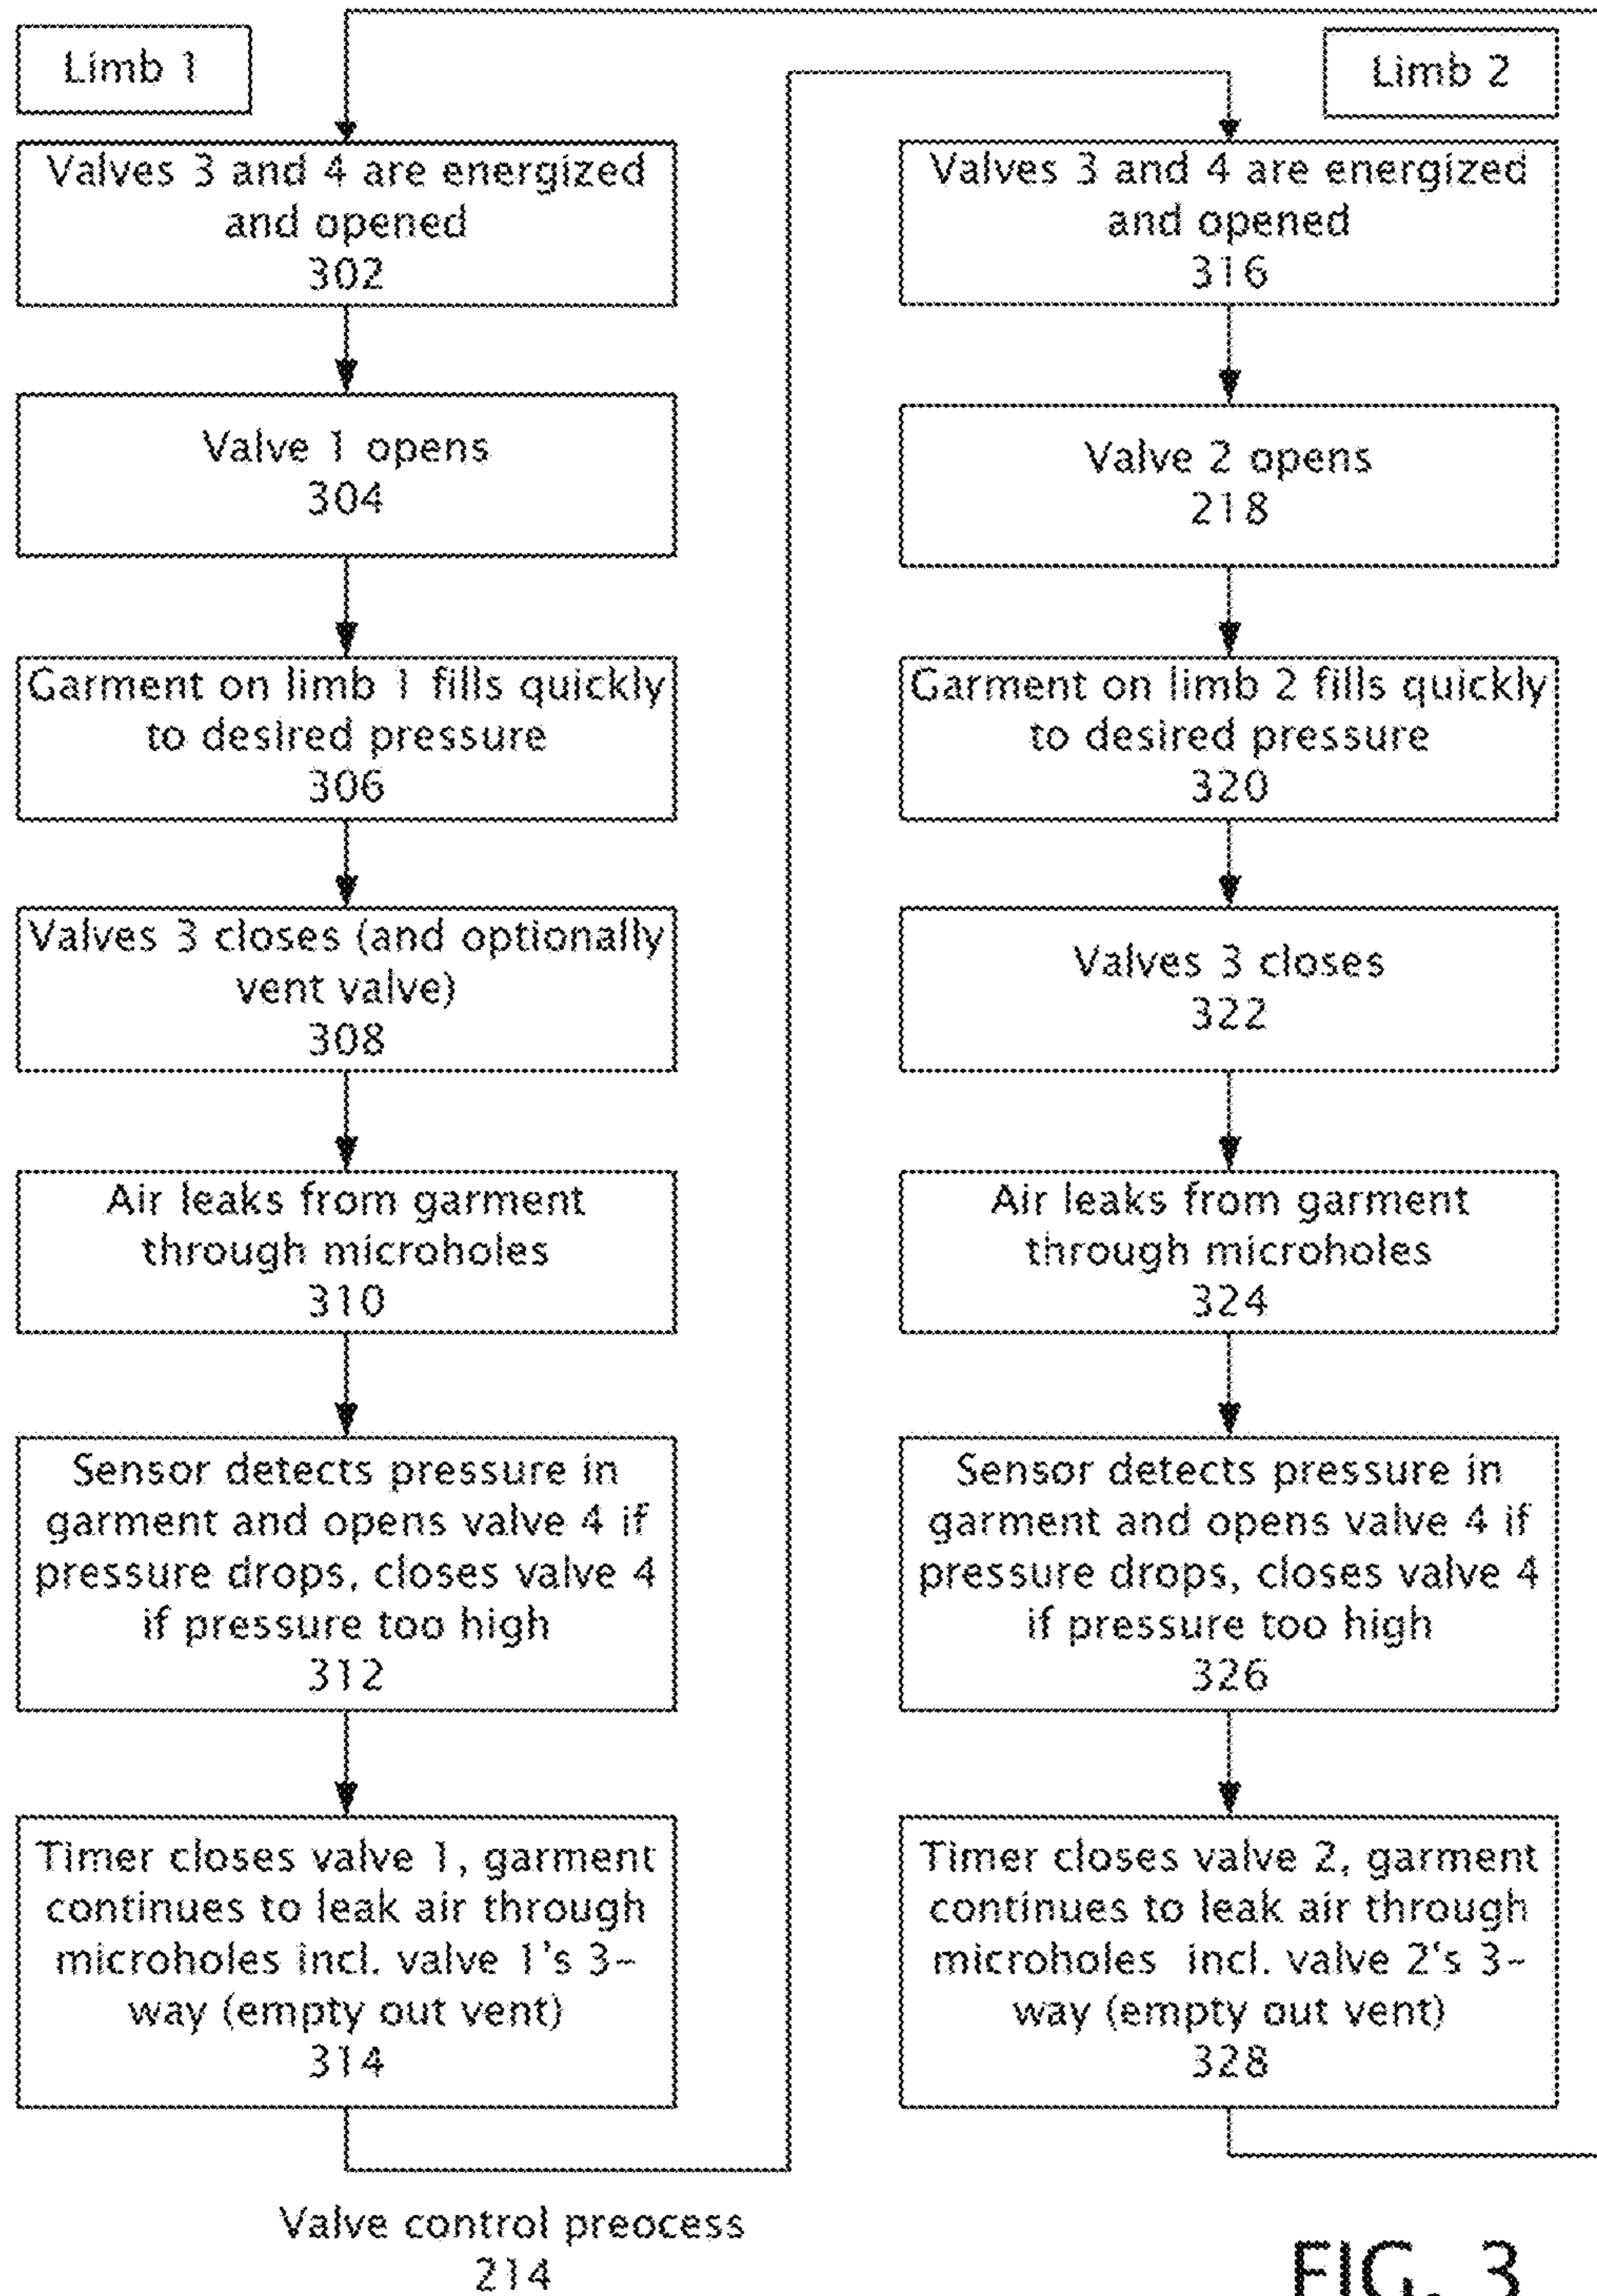 Limb 1
Valves 3 and 4 are energized
and opened
302
Valve 1 opens
304
Garment on limb 1 fills quickly
to desired pressure
306
Valves 3 closes (and optionally
vent valve)
308
Air leaks from garment
through microholes
310
Sensor detects pressure in
garment and opens valve 4 if
pressure drops, closes valve 4
if pressure too high
312
Timer closes valve 1, garment
continues to leak air through
microholes incl. valve 1's 3-
way (empty out vent)
314
Limb 2
Valves 3 and 4 are energized
and opened
316
Valve 2 opens
218
Garment on limb 2 fills quickly
to desired pressure
320
Valves 3 closes
322
Air leaks from garment
through microholes
324
Sensor detects pressure in
garment and opens valve 4 if
pressure drops, closes valve 4
if pressure too high
326
Timer closes valve 2, garment
continues to leak air through
microholes incl. valve 2's 3-
way (empty out vent)
328
Valve control preocess
214
FIG. 3